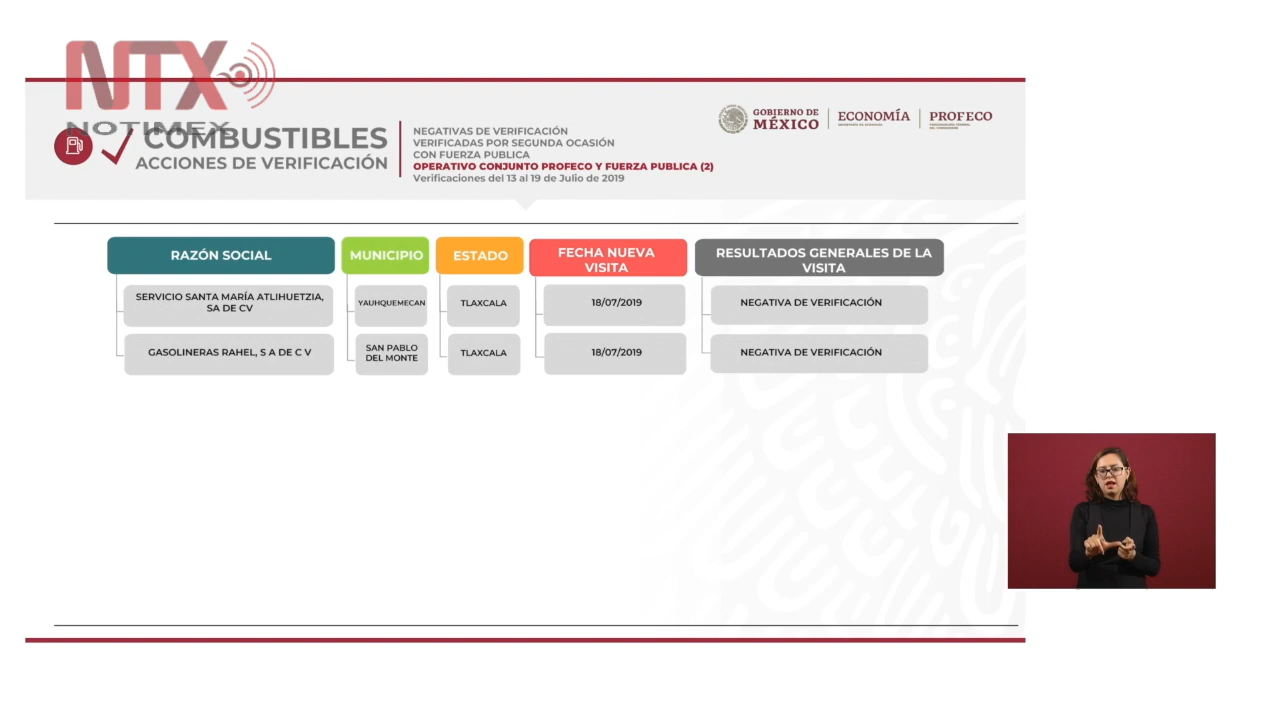 NTX
NOTIMEX
COMBUSTIBLES
ACCIONES DE VERIFICACIÓN
NEGATIVAS DE VERIFICACIÓN
VERIFICADAS POR SEGUNDA OCASIÓN
CON FUERZA PUBLICA
OPERATIVO CONJUNTO PROFECO Y FUERZA PUBLICA (2)
Verificaciones del 13 al 19 de Julio de 2019
GOBIERNO DE
MÉXICO
ECONOMÍA
PROFECO
RAZÓN SOCIAL
MUNICIPIO
ESTADO
FECHA NUEVA
VISITA
RESULTADOS GENERALES DE LA
VISITA
SERVICIO SANTA MARÍA ATLIHUETZIA,
SA DE CV
YAUHQUEMECAN
TLAXCALA
18/07/2019
NEGATIVA DE VERIFICACIÓN
GASOLINERAS RAHEL, S A DE C V
SAN PABLO
DEL MONTE
TLAXCALA
18/07/2019
NEGATIVA DE VERIFICACIÓN